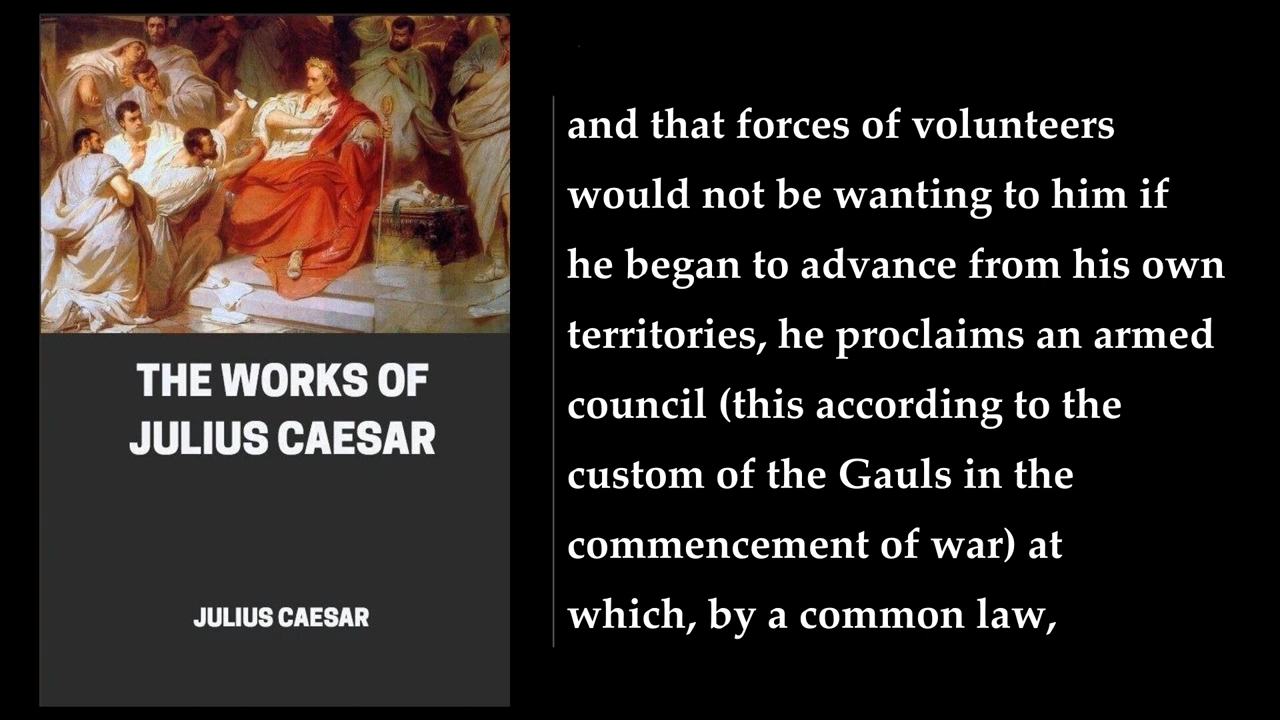 THE WORKS OF
JULIUS CAESAR
JULIUS CAESAR
and that forces of volunteers
would not be wanting to him if
he began to advance from his own
territories, he proclaims an armed
council (this according to the
custom of the Gauls in the
commencement of war) at
which, by a common law,